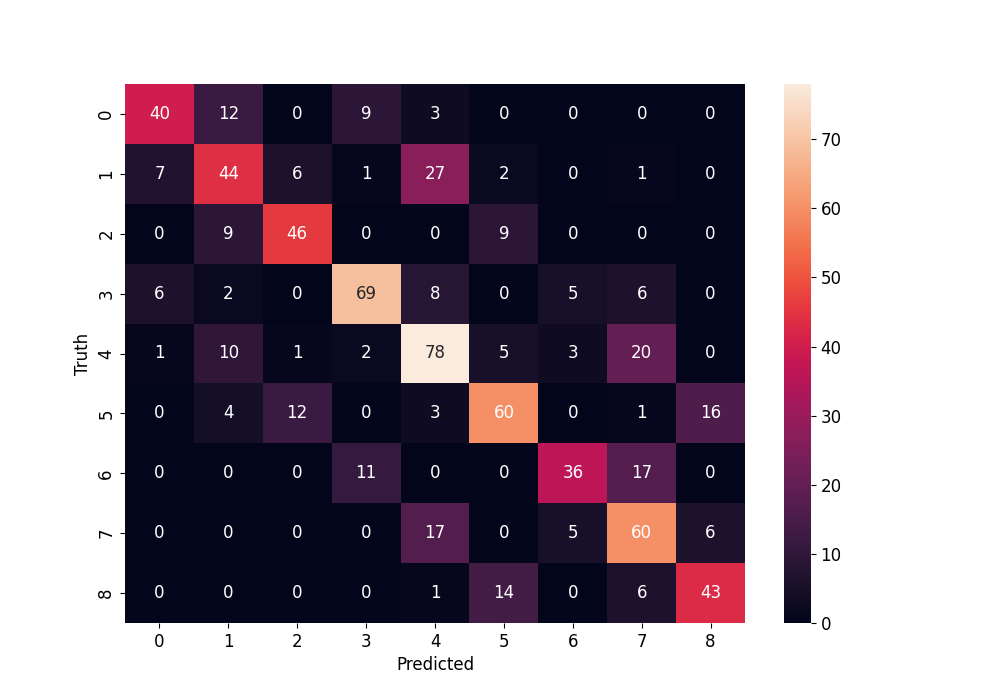 0 40 12 0 9 3 0 0 0 0
1 7 44 6 1 27 2 0 1 0
2 0 9 46 0 0 9 0 0 0
3 6 2 0 69 8 0 5 6 0
4 1 10 1 2 78 5 3 20 0
5 0 4 12 0 3 60 0 1 16
6 0 0 0 11 0 0 36 17 0
7 0 0 0 0 17 0 5 60 6
8 0 0 0 0 1 14 0 6 43
0 1 2 3 4 5 6 7 8
Predicted
Truth
70
60
50
40
30
20
10
0